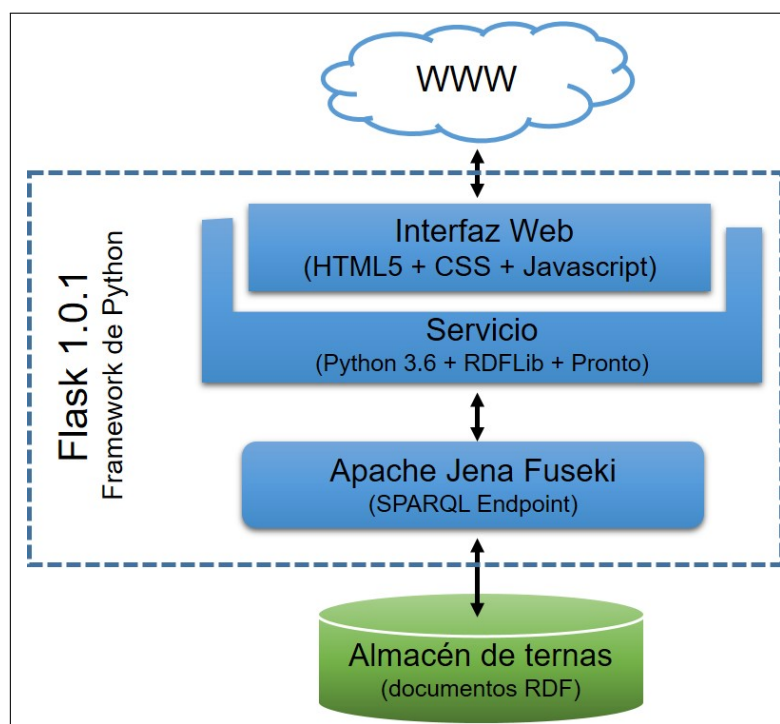 WWW
Interfaz Web
(HTML5 + CSS + Javascript)
Servicio
(Python 3.6 + RDFLib + Pronto)
Flask 1.0.1
Framework de Python
Apache Jena Fuseki
(SPARQL Endpoint)
Almacén de ternas
(documentos RDF)